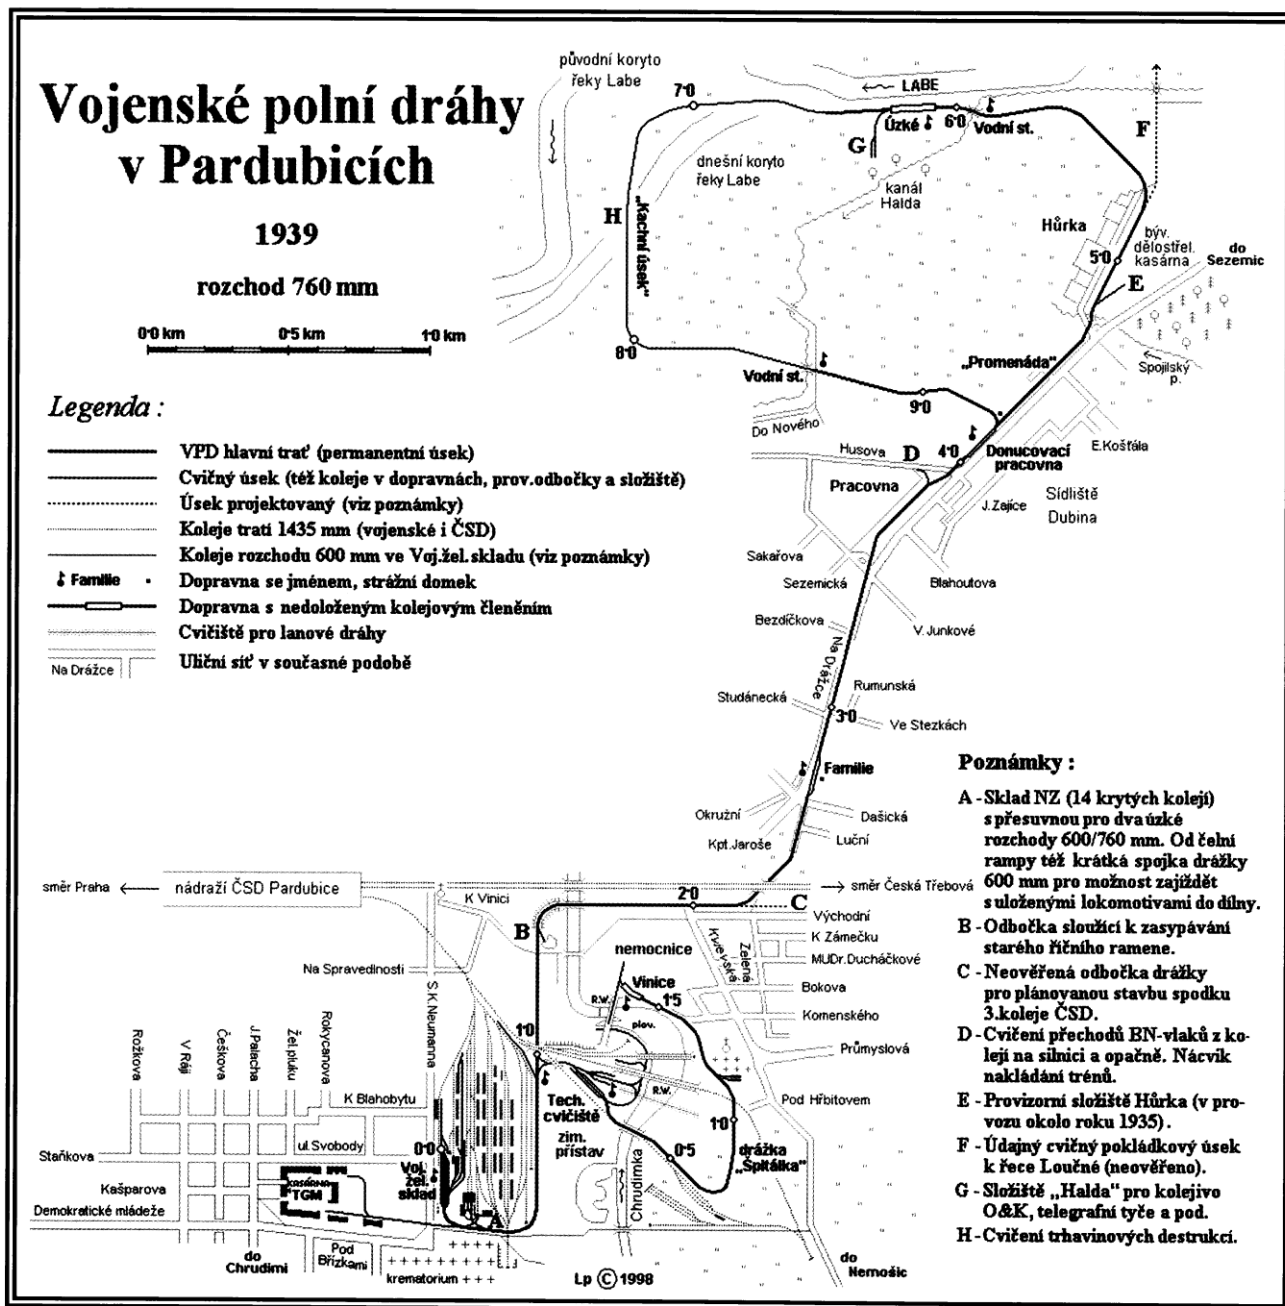 Vojenské polní dráhy
v Pardubicích
1939
rozchod 760 mm
0·0 km
0·5 km
1·0 km
Legenda :
VPD hlavní trať (permanentní úsek)
Cvičný úsek (též koleje v dopravnách, prov.odbočky a složiště)
Úsek projektovaný (viz poznámky)
Koleje tratí 1435 mm (vojenské i ČSD)
Koleje rozchodu 600 mm ve Voj.žel.skladu (viz poznámky)
Familie
Dopravna se jménem, strážní domek
Dopravna s nedoloženým kolejovým členěním
Cvičiště pro lanové dráhy
Na Drážce
Uliční síť v současné podobě
původní koryto
řeky Labe
7·0
LABE
Úzké
6·0
Vodní st.
F
G
dnešní koryto
řeky Labe
kanál
Halda
H
„Kachní úsek"
Hůrka
býv.
dělostřel.
kasárna
do
Sezemic
5·0
E
8·0
Vodní st.
„Promenáda"
Spojilský
p.
9·0
Do Nového
Husova
D
4·0
Donucovací
pracovna
E.Košťála
Pracovna
J.Zajíce
Sídliště
Dubina
Sakařova
Sezemická
Blahoutova
Bezdíčkova
V.Junkové
Na Drážce
Studánecká
Rumunská
3·0
Ve Stezkách
Familie
Okružní
Dašická
Kpt.Jaroše
Luční
Poznámky :
A - Sklad NZ (14 krytých kolejí)
s přesuvnou pro dva úzké
rozchody 600/760 mm. Od čelní
rampy též krátká spojka drážky
600 mm pro možnost zajíždět
s uloženými lokomotivami do dílny.
B - Odbočka sloužící k zasypávání
starého říčního ramene.
C - Neověřená odbočka drážky
pro plánovanou stavbu spodku
3.koleje ČSD.
D - Cvičení přechodů BN-vlaků z ko-
lejí na silnici a opačně. Nácvik
nakládání trénů.
E - Provizorní složiště Hůrka (v pro-
vozu okolo roku 1935).
F - Údajný cvičný pokládkový úsek
k řece Loučné (neověřeno).
G - Složiště „Halda" pro kolejivo
O&K, telegrafní tyče a pod.
H - Cvičení trhavinových destrukcí.
směr Praha
nádraží ČSD Pardubice
2·0
směr Česká Třebová
C
K Vinici
B
Východní
K Zámečku
MUDr.Ducháčkové
Kyjevská
Zelená
nemocnice
Na Spravedlnosti
Vinice
1·5
R.W.
plov.
Bokova
Komenského
S.K.Neumanna
1·0
Průmyslová
R.W.
Rožkova
V Ráji
Češkova
J.Palacha
Žel.pluku
Rokycanova
K Blahobytu
Tech.
cvičiště
Pod Hřbitovem
1·0
ul.Svobody
zim.
přístav
0·0
0·5
drážka
„Špitálka"
Staňkova
Voj.
žel.
sklad
KASÁRNA
TGM
Kašparova
Chrudimka
Demokratické mládeže
A
do
Chrudimi
Pod
Břízkami
krematorium
do
Nemošic
Lp © 1998